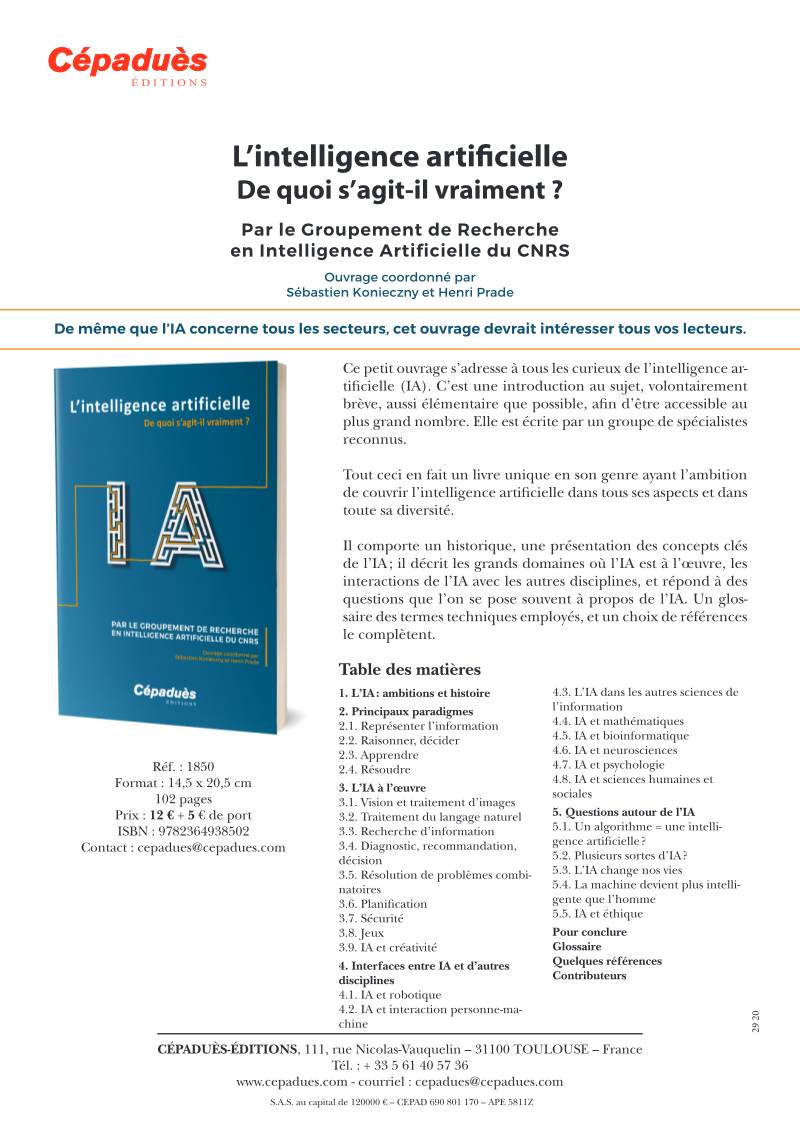 Cépaduès
ÉDITIONS
L’intelligence artificielle
De quoi s’agit-il vraiment ?
Par le Groupement de Recherche
en Intelligence Artificielle du CNRS
Ouvrage coordonné par
Sébastien Konieczny et Henri Prade
De même que l’IA concerne tous les secteurs, cet ouvrage devrait intéresser tous vos lecteurs.
L’intelligence artificielle
De quoi s’agit-il vraiment ?
IA
PAR LE GROUPEMENT DE RECHERCHE
EN INTELLIGENCE ARTIFICIELLE DU CNRS
Ouvrage coordonné par
Sébastien Konieczny et Henri Prade
Cépaduès
ÉDITIONS
Réf. : 1850
Format : 14,5 x 20,5 cm
102 pages
Prix : 12 € + 5 € de port
ISBN : 9782364938502
Contact : cepadues@cepadues.com
Ce petit ouvrage s’adresse à tous les curieux de l’intelligence ar-
tificielle (IA). C’est une introduction au sujet, volontairement
brève, aussi élémentaire que possible, afin d’être accessible au
plus grand nombre. Elle est écrite par un groupe de spécialistes
reconnus.
Tout ceci en fait un livre unique en son genre ayant l’ambition
de couvrir l’intelligence artificielle dans tous ses aspects et dans
toute sa diversité.
Il comporte un historique, une présentation des concepts clés
de l’IA ; il décrit les grands domaines où l’IA est à l’œuvre, les
interactions de l’IA avec les autres disciplines, et répond à des
questions que l’on se pose souvent à propos de l’IA. Un glos-
saire des termes techniques employés, et un choix de références
le complètent.
Table des matières
1. L’IA : ambitions et histoire
2. Principaux paradigmes
2.1. Représenter l’information
2.2. Raisonner, décider
2.3. Apprendre
2.4. Résoudre
3. L’IA à l’œuvre
3.1. Vision et traitement d’images
3.2. Traitement du langage naturel
3.3. Recherche d’information
3.4. Diagnostic, recommandation,
décision
3.5. Résolution de problèmes combi-
natoires
3.6. Planification
3.7. Sécurité
3.8. Jeux
3.9. IA et créativité
4. Interfaces entre IA et d’autres
disciplines
4.1. IA et robotique
4.2. IA et interaction personne-ma-
chine
4.3. L’IA dans les autres sciences de
l’information
4.4. IA et mathématiques
4.5. IA et bioinformatique
4.6. IA et neurosciences
4.7. IA et psychologie
4.8. IA et sciences humaines et
sociales
5. Questions autour de l’IA
5.1. Un algorithme = une intelli-
gence artificielle ?
5.2. Plusieurs sortes d’IA ?
5.3. L’IA change nos vies
5.4. La machine devient plus intelli-
gente que l’homme
5.5. IA et éthique
Pour conclure
Glossaire
Quelques références
Contributeurs
29 20
CÉPADUÈS-ÉDITIONS, 111, rue Nicolas-Vauquelin – 31100 TOULOUSE – France
Tél. : + 33 5 61 40 57 36
www.cepadues.com - courriel : cepadues@cepadues.com
S.A.S. au capital de 120000 € – CEPAD 690 801 170 – APE 5811Z